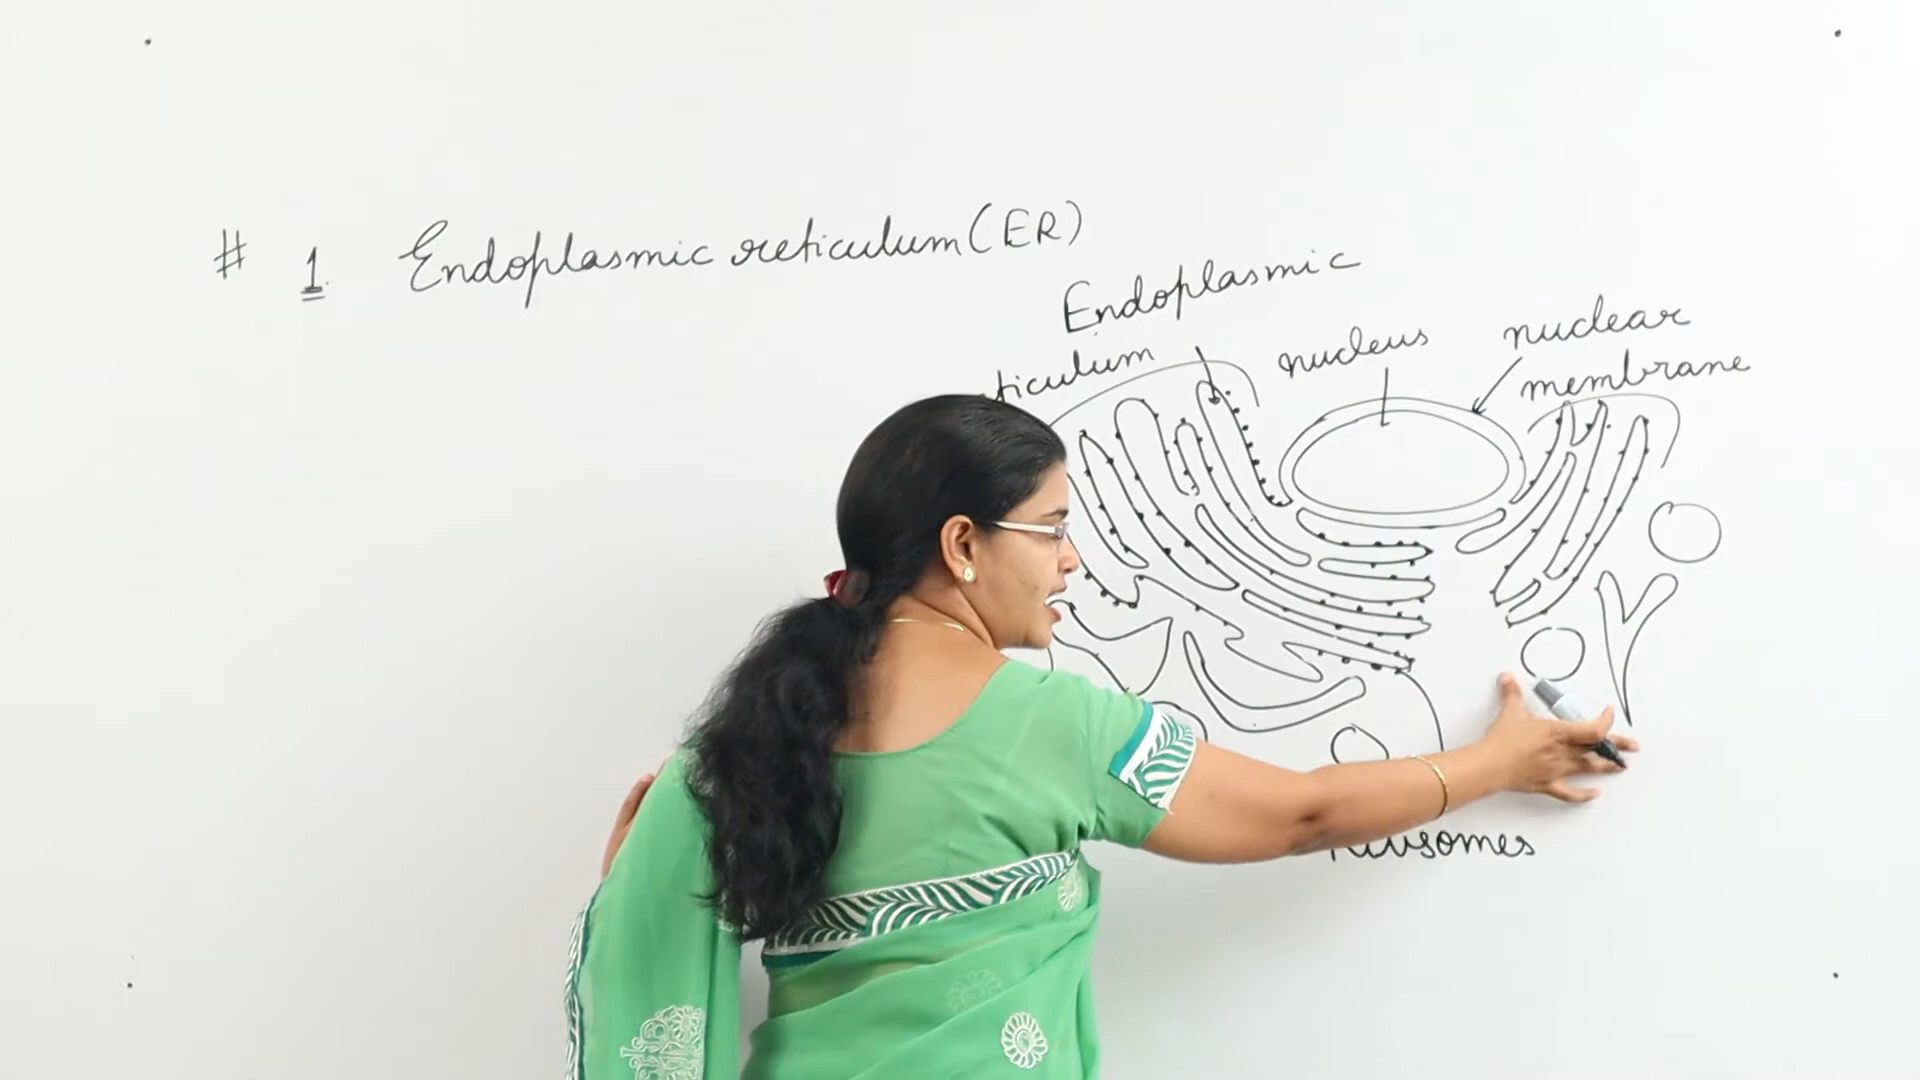 # 1 Endoplasmic reticulum (ER)
Endoplasmic
ticulum
nucleus
nuclear
membrane